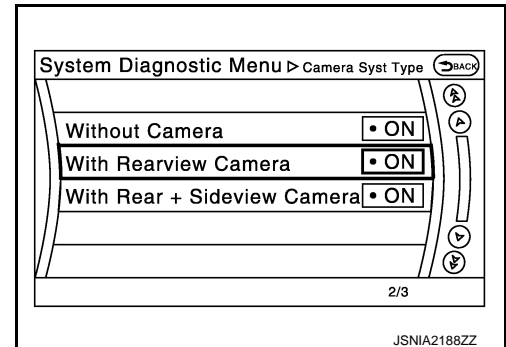 System Diagnostic Menu ▷ Camera Syst Type BACK
Without Camera • ON
With Rearview Camera • ON
With Rear + Sideview Camera • ON
2/3
JSNIA2188ZZ